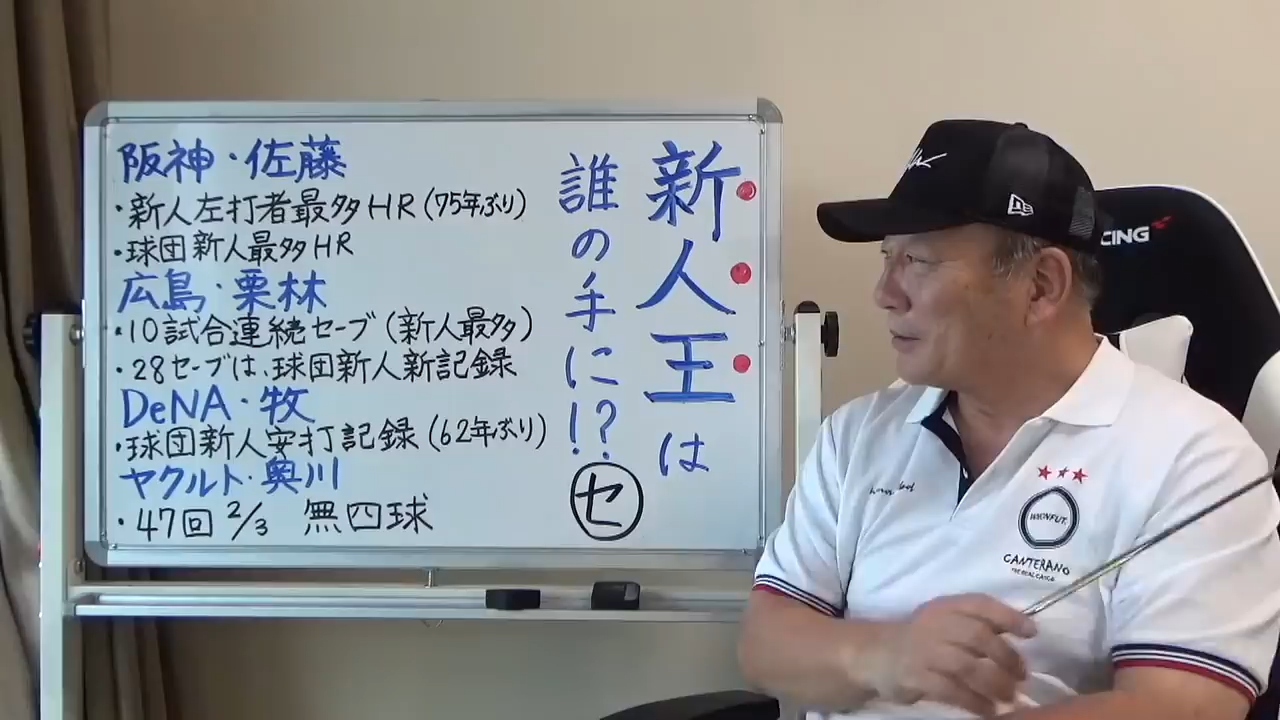 新人王は
誰の手に!?
セ
阪神・佐藤
・新人左打者最多HR(75年ぶり)
・球団新人最多HR
広島・栗林
・10試合連続セーブ(新人最多)
・28セーブは、球団新人新記録
DeNA・牧
・球団新人安打記録(62年ぶり)
ヤクルト・奥川
・47回 2/3 無四球
CING
CANTERANO